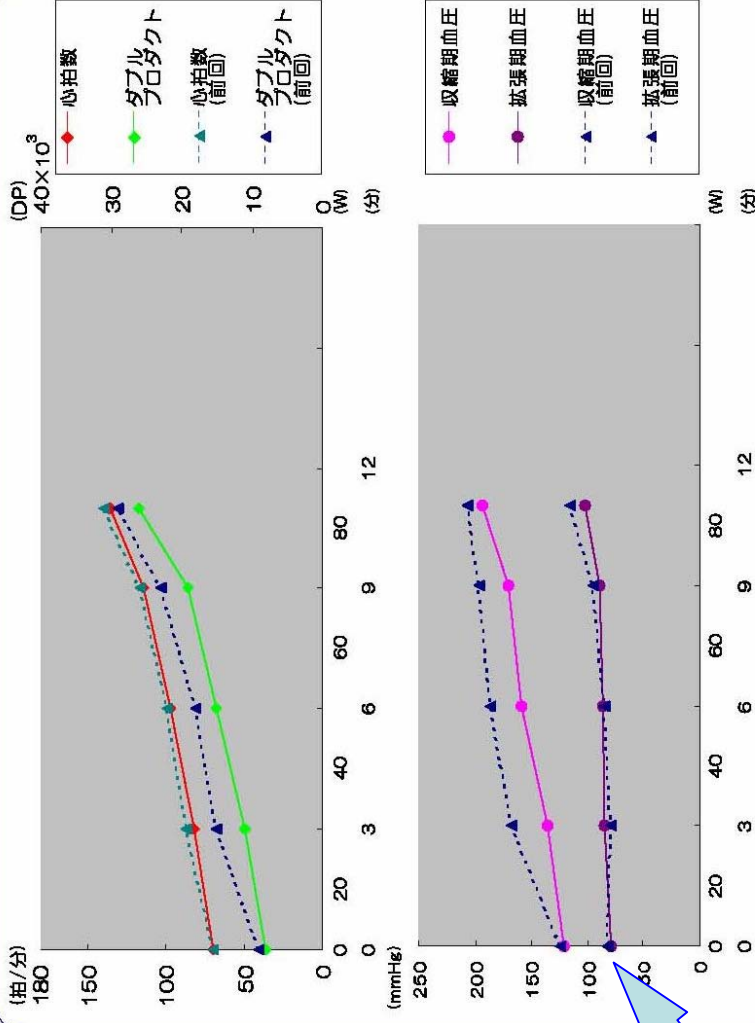 (拍/分)
180
150
100
50
0
(DP)
40×10³
30
20
10
0
(W)
(分)
0 20 40 60 80
0 3 6 9 12
心拍数
ダブル
プロダクト
心拍数
(前回)
ダブル
プロダクト
(前回)
(mmHg)
250
200
150
100
50
0
(W)
(分)
0 20 40 60 80
0 3 6 9 12
収縮期血圧
拡張期血圧
収縮期血圧
(前回)
拡張期血圧
(前回)